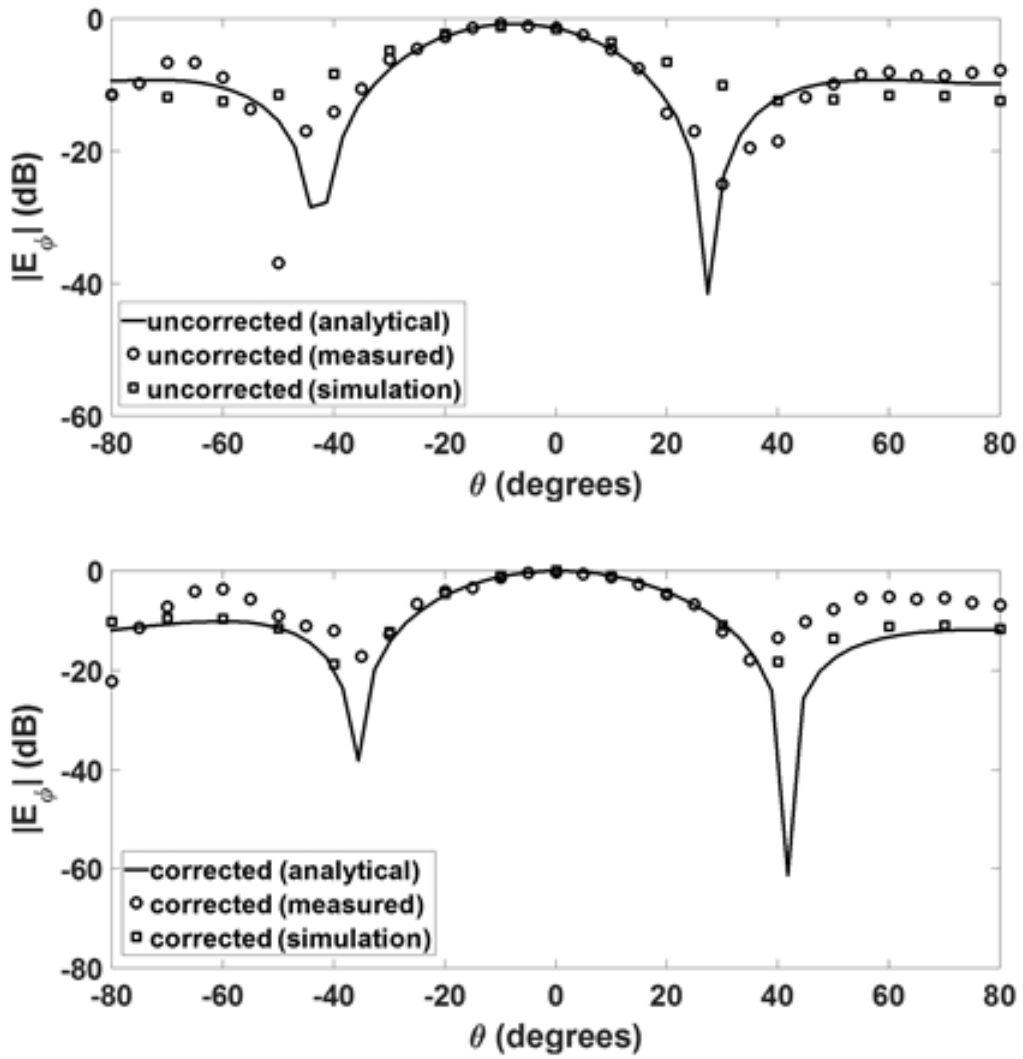 0
-20
-40
-60
|E_ϕ| (dB)
uncorrected (analytical)
uncorrected (measured)
uncorrected (simulation)
-80 -60 -40 -20 0 20 40 60 80
θ (degrees)
0
-20
-40
-60
-80
|E_ϕ| (dB)
corrected (analytical)
corrected (measured)
corrected (simulation)
-80 -60 -40 -20 0 20 40 60 80
θ (degrees)